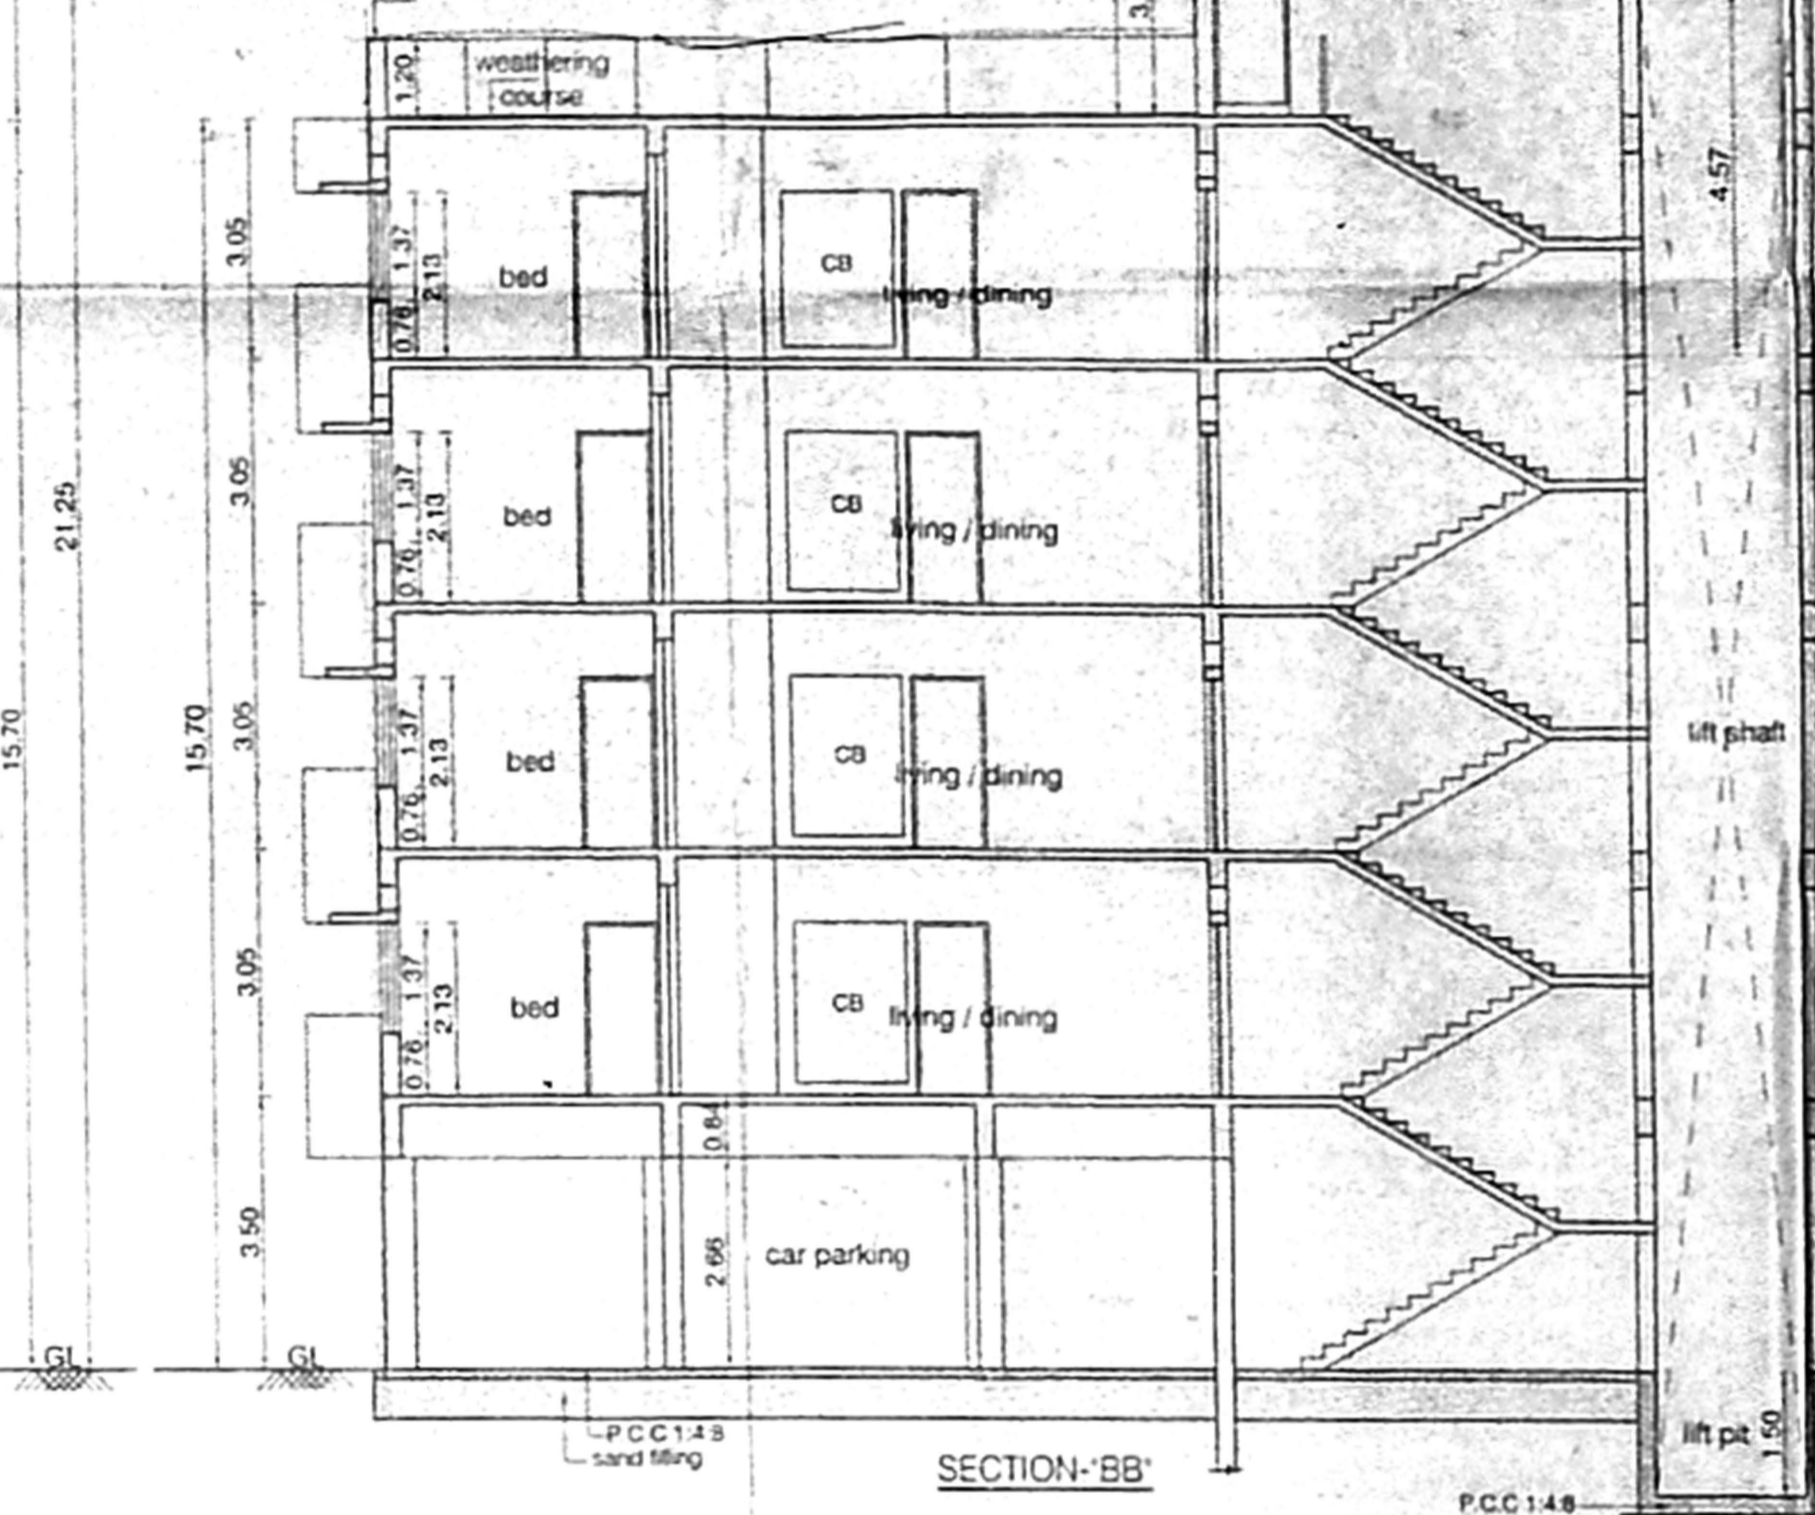 3.
1.20
weathering
course
4.57
3.05
1.37
2.13
0.76
bed
CB
living / dining
21.25
3.05
1.37
2.13
0.76
bed
CB
living / dining
15.70
15.70
3.05
1.37
2.13
0.76
bed
CB
living / dining
lift shaft
3.05
1.37
2.13
0.76
bed
CB
living / dining
0.84
3.50
2.66
car parking
GL
GL
P.C.C 1:4:8
sand filling
SECTION-'BB'
lift pit
1.50
P.C.C 1:4:8